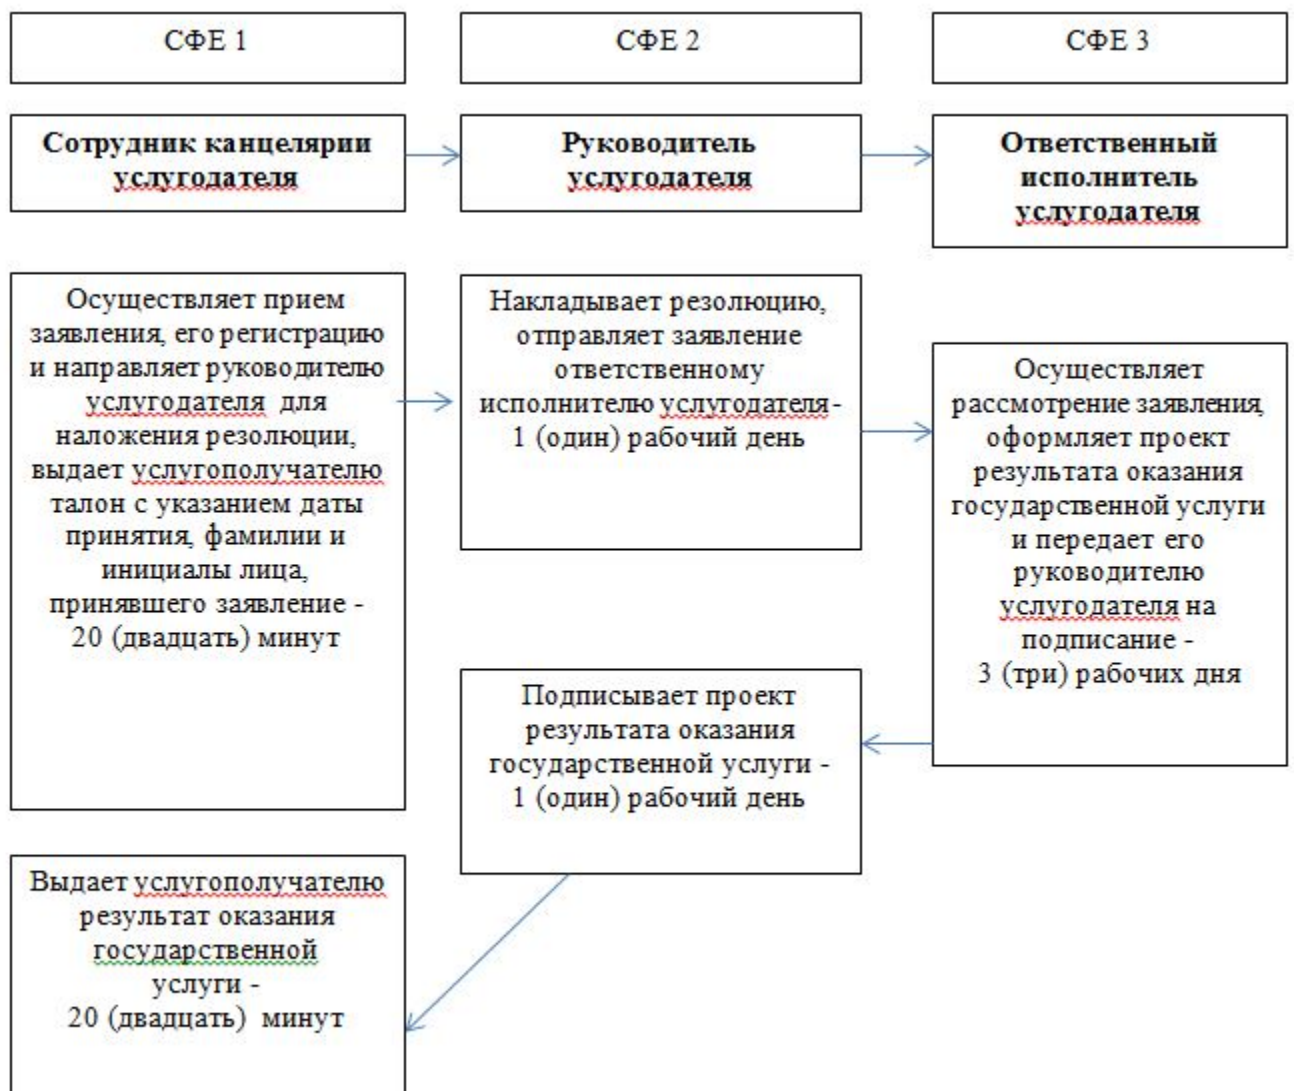 СФЕ 1
СФЕ 2
СФЕ 3
Сотрудник канцелярии
услугодателя
Руководитель
услугодателя
Ответственный
исполнитель
услугодателя
Осуществляет прием
заявления, его регистрацию
и направляет руководителю
услугодателя для
наложения резолюции,
выдает услугополучателю
талон с указанием даты
принятия, фамилии и
инициалы лица,
принявшего заявление -
20 (двадцать) минут
Накладывает резолюцию,
отправляет заявление
ответственному
исполнителю услугодателя-
1 (один) рабочий день
Осуществляет
рассмотрение заявления,
оформляет проект
результата оказания
государственной услуги
и передает его
руководителю
услугодателя на
подписание -
3 (три) рабочих дня
Подписывает проект
результата оказания
государственной услуги -
1 (один) рабочий день
Выдает услугополучателю
результат оказания
государственной
услуги -
20 (двадцать) минут